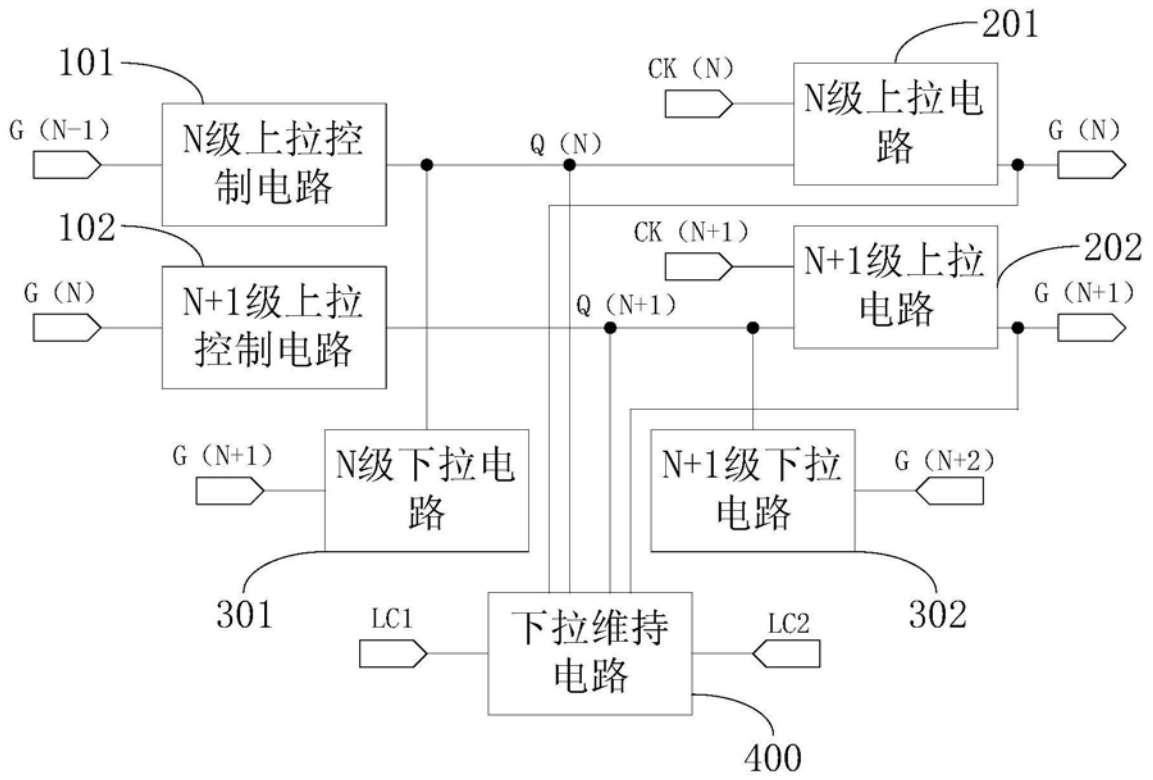 201
101
CK（N）
N级上拉电
路
G（N-1）
N级上拉控
制电路
Q（N）
G（N）
102
CK（N+1）
N+1级上拉
电路
202
G（N）
N+1级上拉
控制电路
Q（N+1）
G（N+1）
G（N+1）
N级下拉电
路
N+1级下拉
电路
G（N+2）
301
302
LC1
下拉维持
电路
LC2
400